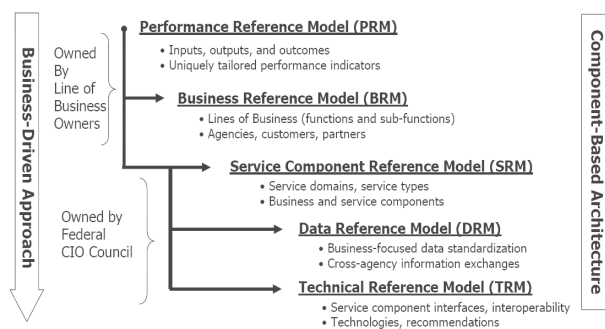 Performance Reference Model (PRM)
• Inputs, outputs, and outcomes
• Uniquely tailored performance indicators
Owned
By
Line of
Business
Owners
Business Reference Model (BRM)
• Lines of Business (functions and sub-functions)
• Agencies, customers, partners
Service Component Reference Model (SRM)
• Service domains, service types
• Business and service components
Owned by
Federal
CIO Council
Data Reference Model (DRM)
• Business-focused data standardization
• Cross-agency information exchanges
Technical Reference Model (TRM)
• Service component interfaces, interoperability
• Technologies, recommendations
Business-Driven Approach
Component-Based Architecture